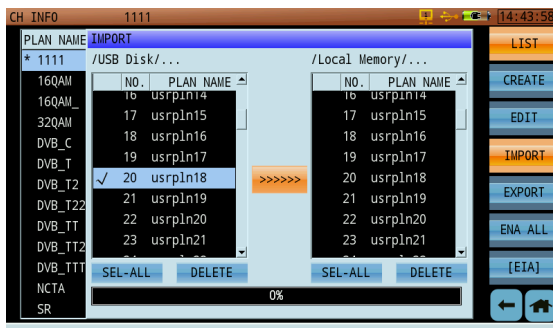 CH INFO 1111 14:43:58
PLAN NAME
* 1111
16QAM
16QAM_
32QAM
DVB_C
DVB_T
DVB_T2
DVB_T22
DVB_TT
DVB_TT2
DVB_TTT
NCTA
SR
IMPORT
/USB Disk/...
NO. PLAN NAME
16 usrpln14
17 usrpln15
18 usrpln16
19 usrpln17
✓ 20 usrpln18
21 usrpln19
22 usrpln20
23 usrpln21
SEL-ALL DELETE
>>>>>>
/Local Memory/...
NO. PLAN NAME
16 usrpln14
17 usrpln15
18 usrpln16
19 usrpln17
20 usrpln18
21 usrpln19
22 usrpln20
23 usrpln21
SEL-ALL DELETE
0%
LIST
CREATE
EDIT
IMPORT
EXPORT
ENA ALL
[EIA]